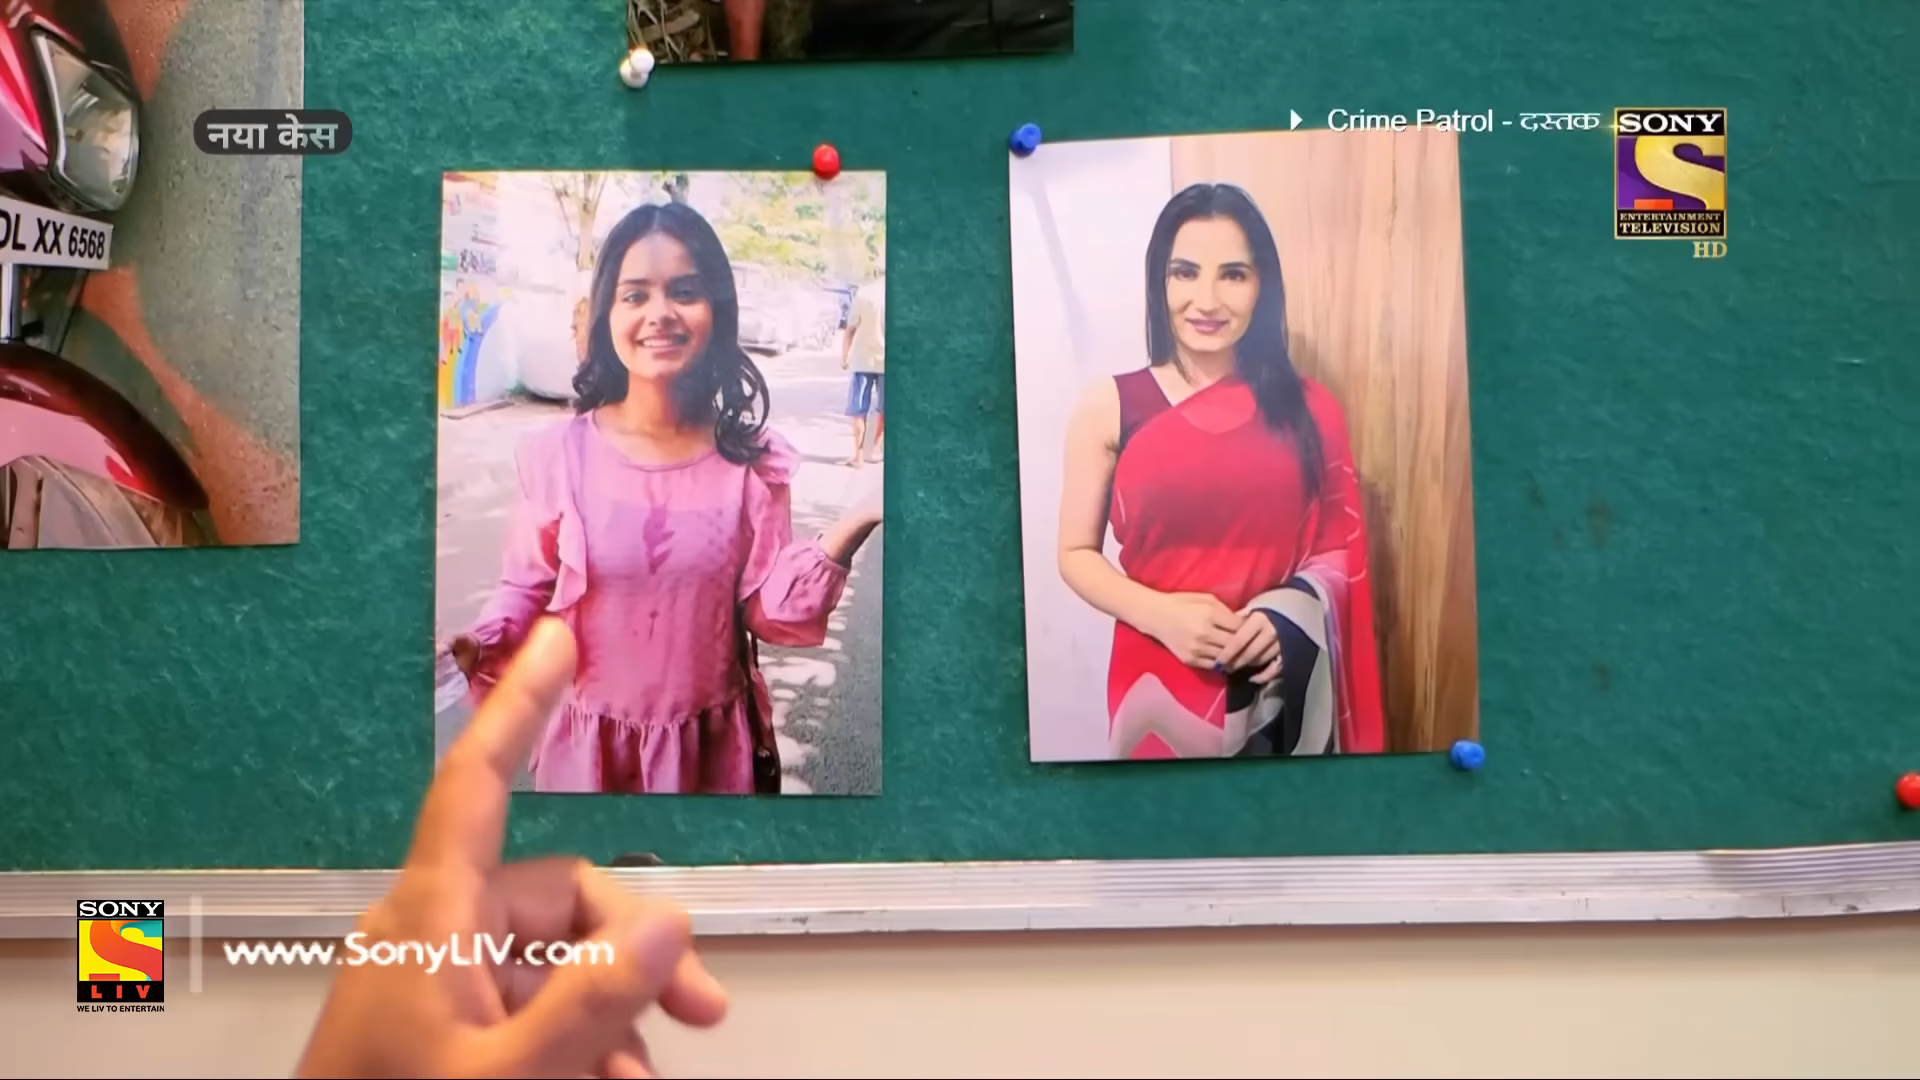 नया केस
Crime Patrol - दस्तक
SONY
ENTERTAINMENT
TELEVISION
HD
DL XX 6568
SONY
LIV
WE LIV TO ENTERTAIN
www.SonyLIV.com